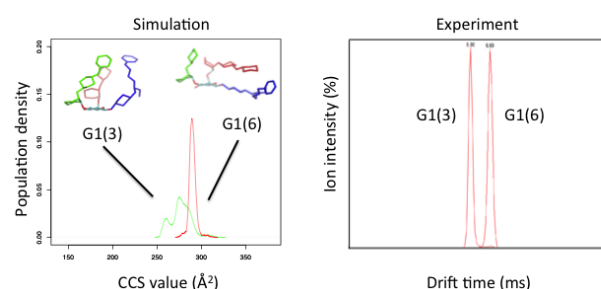 Simulation
Population density
0.20
0.15
0.10
0.05
0.00
G1(3)
G1(6)
150
200
250
300
350
CCS value (Å²)
Experiment
Ion intensity (%)
G1(3)
G1(6)
Drift time (ms)